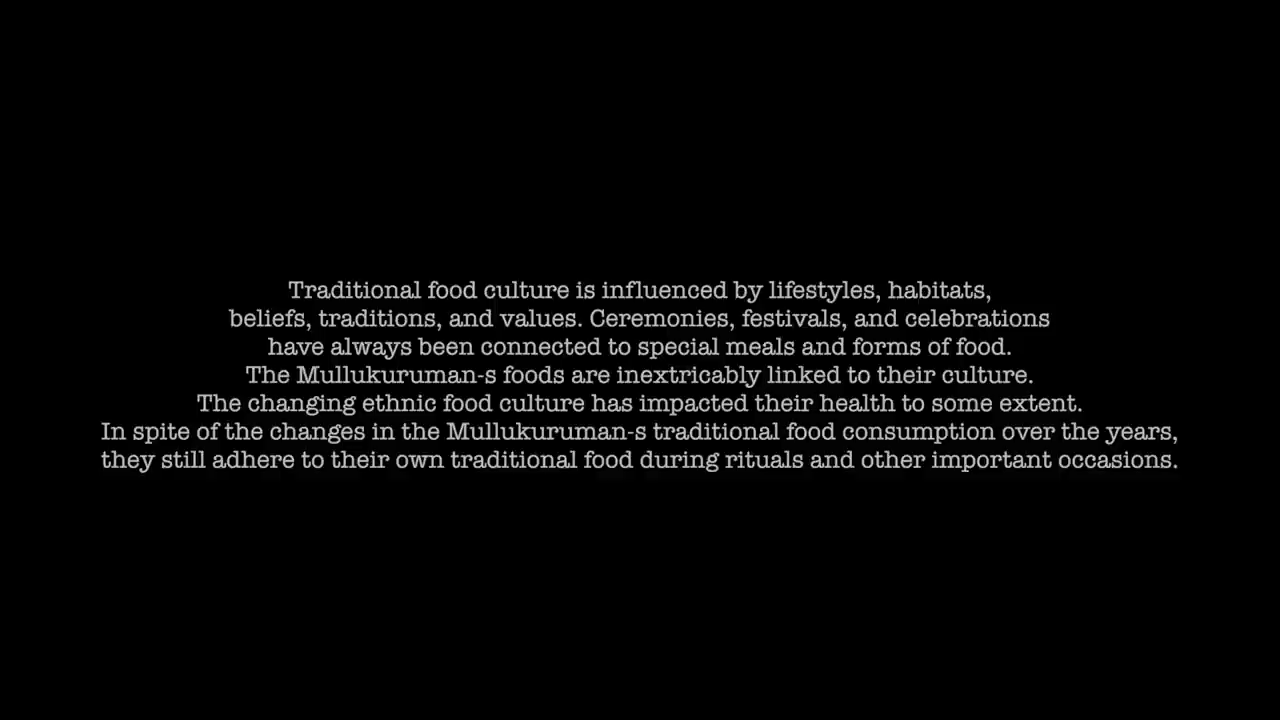 Traditional food culture is influenced by lifestyles, habitats,
beliefs, traditions, and values. Ceremonies, festivals, and celebrations
have always been connected to special meals and forms of food.
The Mullukuruman-s foods are inextricably linked to their culture.
The changing ethnic food culture has impacted their health to some extent.
In spite of the changes in the Mullukuruman-s traditional food consumption over the years,
they still adhere to their own traditional food during rituals and other important occasions.